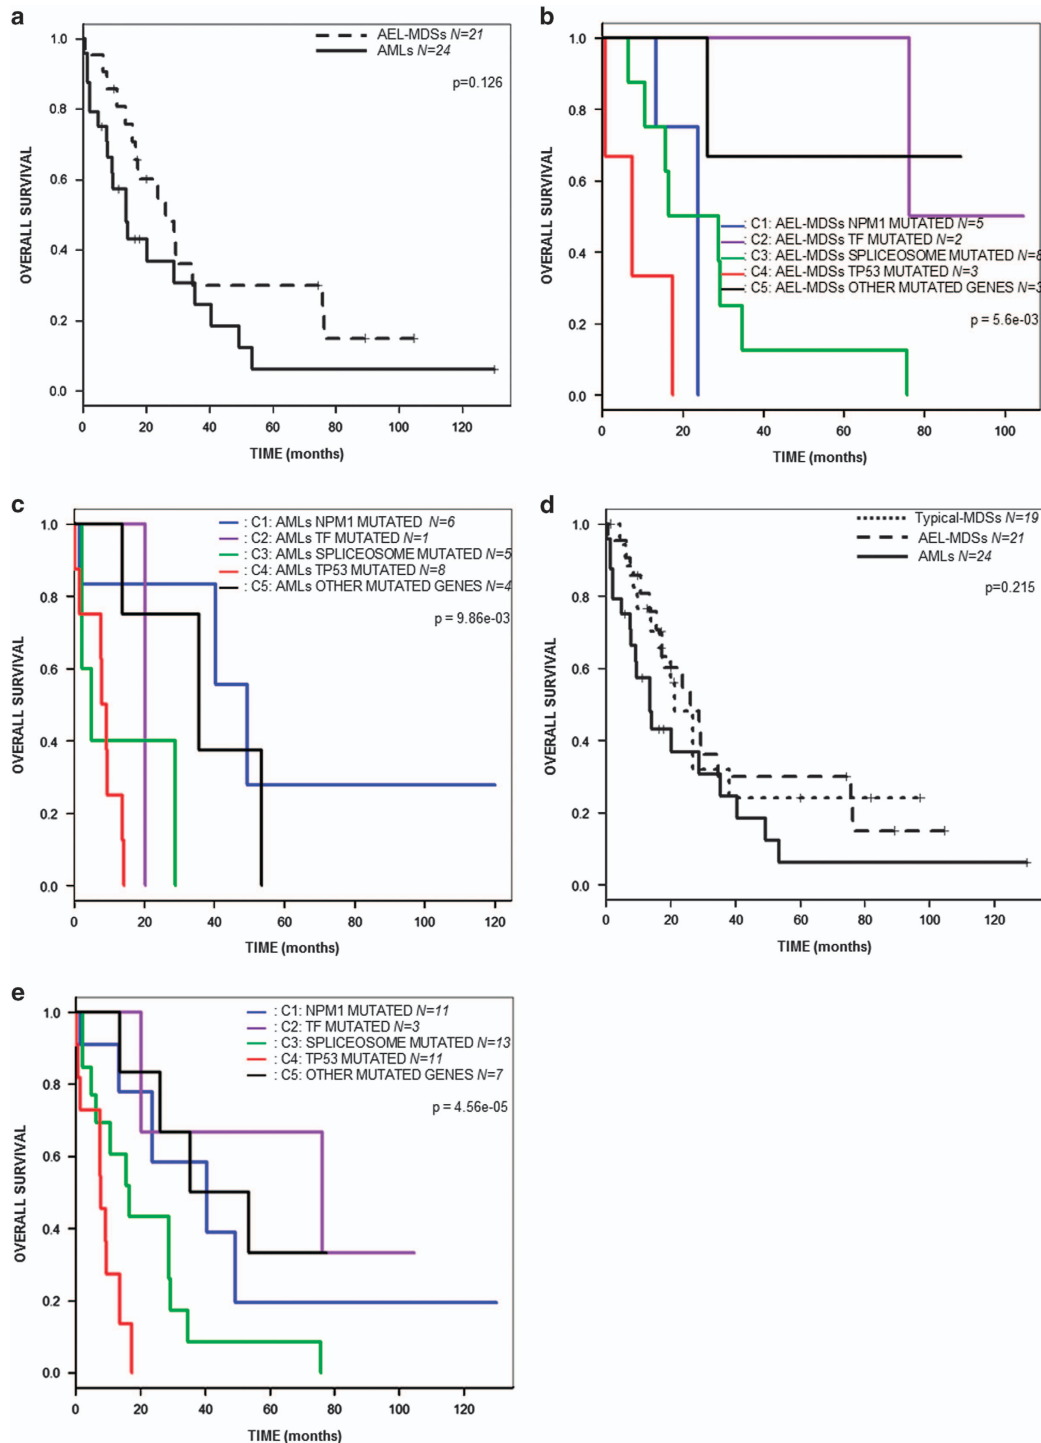 a
AEL-MDSs N=21
AMLs N=24
p=0.126
1.0
0.8
0.6
0.4
0.2
0.0
OVERALL SURVIVAL
0 20 40 60 80 100 120
TIME (months)
b
1.0
0.8
0.6
0.4
0.2
0.0
OVERALL SURVIVAL
: C1: AEL-MDSs NPM1 MUTATED N=5
: C2: AEL-MDSs TF MUTATED N=2
: C3: AEL-MDSs SPLICEOSOME MUTATED N=8
: C4: AEL-MDSs TP53 MUTATED N=3
: C5: AEL-MDSs OTHER MUTATED GENES N=3
p = 5.6e-03
0 20 40 60 80 100
TIME (months)
c
: C1: AMLs NPM1 MUTATED N=6
: C2: AMLs TF MUTATED N=1
: C3: AMLs SPLICEOSOME MUTATED N=5
: C4: AMLs TP53 MUTATED N=8
: C5: AMLs OTHER MUTATED GENES N=4
p = 9.86e-03
1.0
0.8
0.6
0.4
0.2
0.0
OVERALL SURVIVAL
0 20 40 60 80 100 120
TIME (months)
d
Typical-MDSs N=19
AEL-MDSs N=21
AMLs N=24
p=0.215
1.0
0.8
0.6
0.4
0.2
0.0
OVERALL SURVIVAL
0 20 40 60 80 100 120
TIME (months)
e
: C1: NPM1 MUTATED N=11
: C2: TF MUTATED N=3
: C3: SPLICEOSOME MUTATED N=13
: C4: TP53 MUTATED N=11
: C5: OTHER MUTATED GENES N=7
p = 4.56e-05
1.0
0.8
0.6
0.4
0.2
0.0
OVERALL SURVIVAL
0 20 40 60 80 100 120
TIME (months)